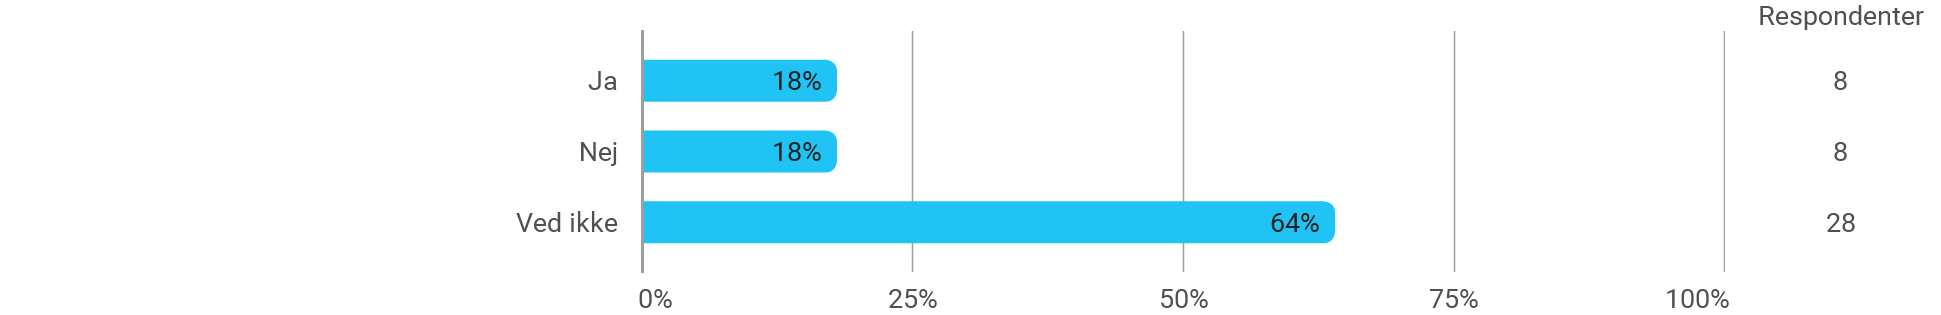 Respondenter
Ja 18% 8
Nej 18% 8
Ved ikke 64% 28
0% 25% 50% 75% 100%